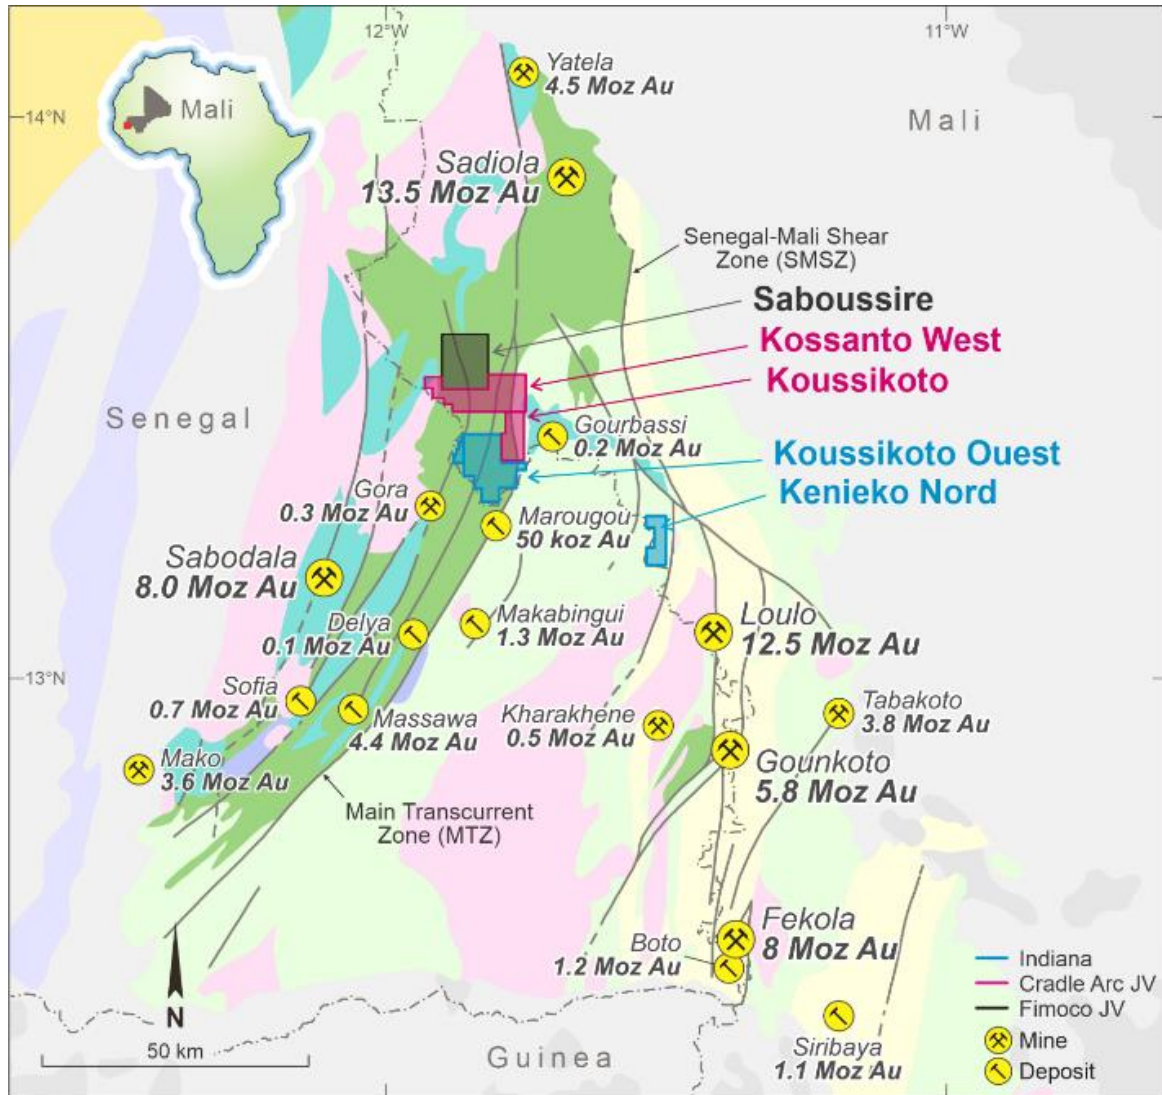 12°W
11°W
14°N
13°N
Mali
Mali
Yatela
4.5 Moz Au
Sadiola
13.5 Moz Au
Senegal-Mali Shear
Zone (SMSZ)
Saboussire
Kossanto West
Koussikoto
Senegal
Gourbassi
0.2 Moz Au
Koussikoto Ouest
Kenieko Nord
Gora
0.3 Moz Au
Marougou
50 koz Au
Sabodala
8.0 Moz Au
Delya
0.1 Moz Au
Makabingui
1.3 Moz Au
Loulo
12.5 Moz Au
Sofia
0.7 Moz Au
Massawa
4.4 Moz Au
Kharakhene
0.5 Moz Au
Tabakoto
3.8 Moz Au
Mako
3.6 Moz Au
Gounkoto
5.8 Moz Au
Main Transcurrent
Zone (MTZ)
Fekola
8 Moz Au
Boto
1.2 Moz Au
Siribaya
1.1 Moz Au
N
50 km
Guinea
Indiana
Cradle Arc JV
Fimoco JV
Mine
Deposit